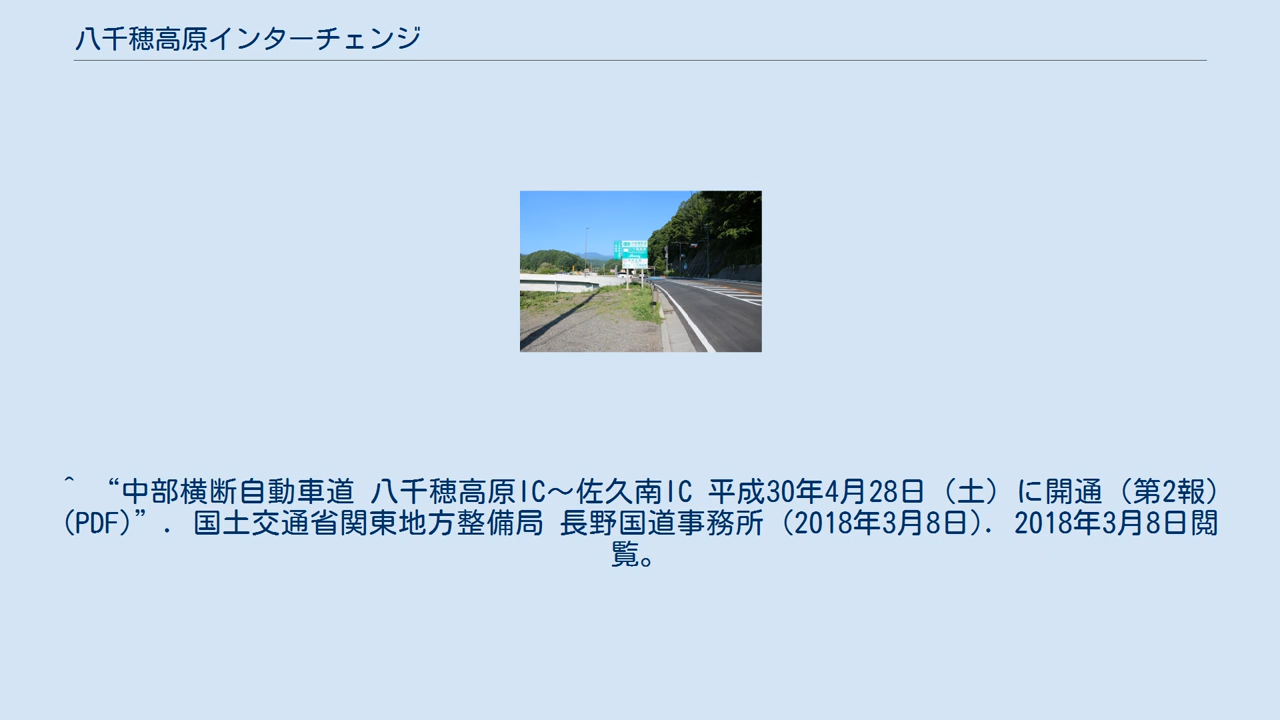 八千穂高原インターチェンジ
^ “中部横断自動車道 八千穂高原IC～佐久南IC 平成30年4月28日（土）に開通（第2報）
(PDF)”. 国土交通省関東地方整備局 長野国道事務所 (2018年3月8日). 2018年3月8日閲
覧。